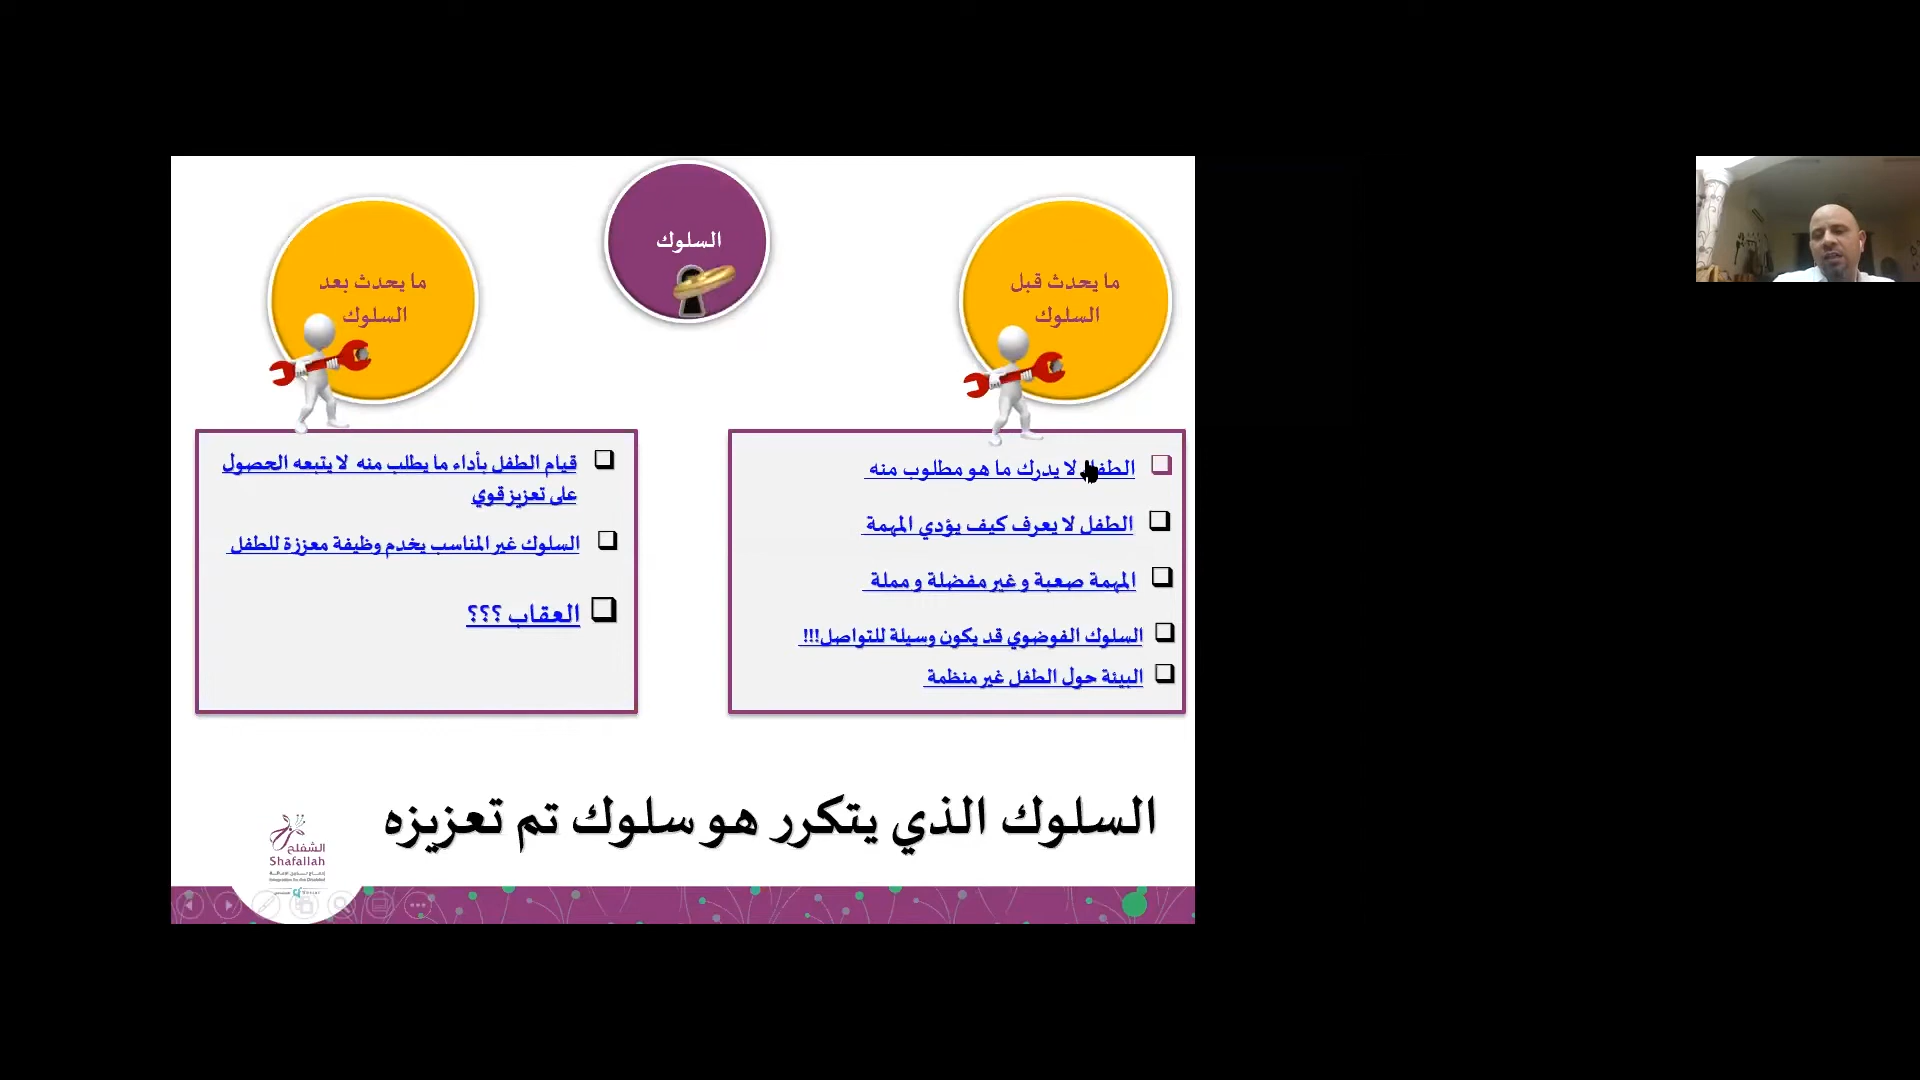 السلوك
ما يحدث قبل
السلوك
ما يحدث بعد
السلوك
الطفل لا يدرك ما هو مطلوب منه
الطفل لا يعرف كيف يؤدي المهمة
المهمة صعبة وغير مفضلة ومملة
السلوك الفوضوي قد يكون وسيلة للتواصل!!!
البيئة حول الطفل غير منظمة
قيام الطفل بأداء ما يطلب منه لا يتبعه الحصول
على تعزيز قوي
السلوك غير المناسب يخدم وظيفة معززة للطفل
العقاب ؟؟؟
السلوك الذي يتكرر هو سلوك تم تعزيزه
الشفلح
Shafallah